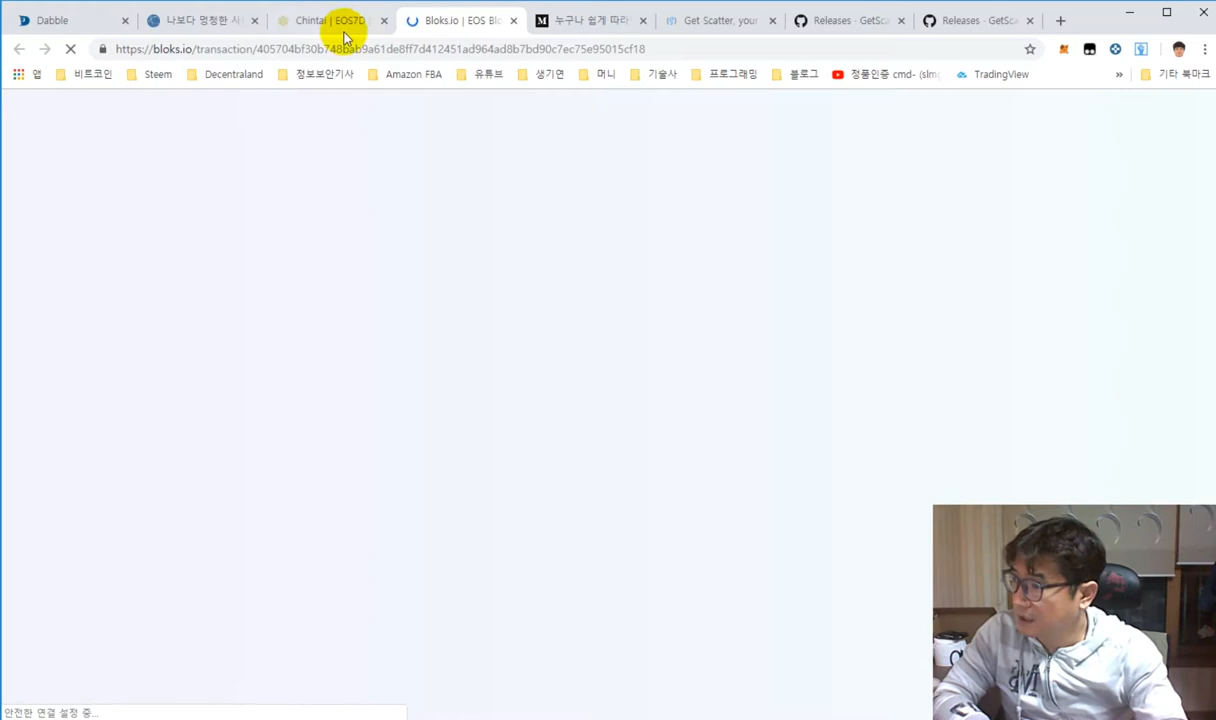 Dabble
나보다 멍청한 사
Chintai | EOS7D
Bloks.io | EOS Blo
누구나 쉽게 따라
Get Scatter, your
Releases · GetSca
Releases · GetSca
https://bloks.io/transaction/405704bf30b748bab9a61de8ff7d412451ad964ad8b7bd90c7ec75e95015cf18
앱
비트코인
Steem
Decentraland
정보보안기사
Amazon FBA
유튜브
생기연
머니
기술사
프로그래밍
블로그
정품인증 cmd- (slmg
TradingView
»
기타 북마크
안전한 연결 설정 중...